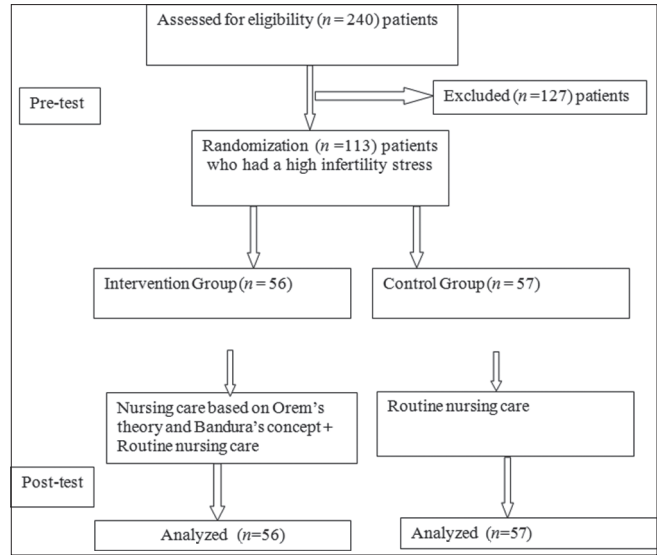 Assessed for eligibility (n = 240) patients
Pre-test
Excluded (n = 127) patients
Randomization (n =113) patients
who had a high infertility stress
Intervention Group (n = 56)
Control Group (n = 57)
Nursing care based on Orem's
theory and Bandura's concept +
Routine nursing care
Routine nursing care
Post-test
Analyzed (n=56)
Analyzed (n=57)